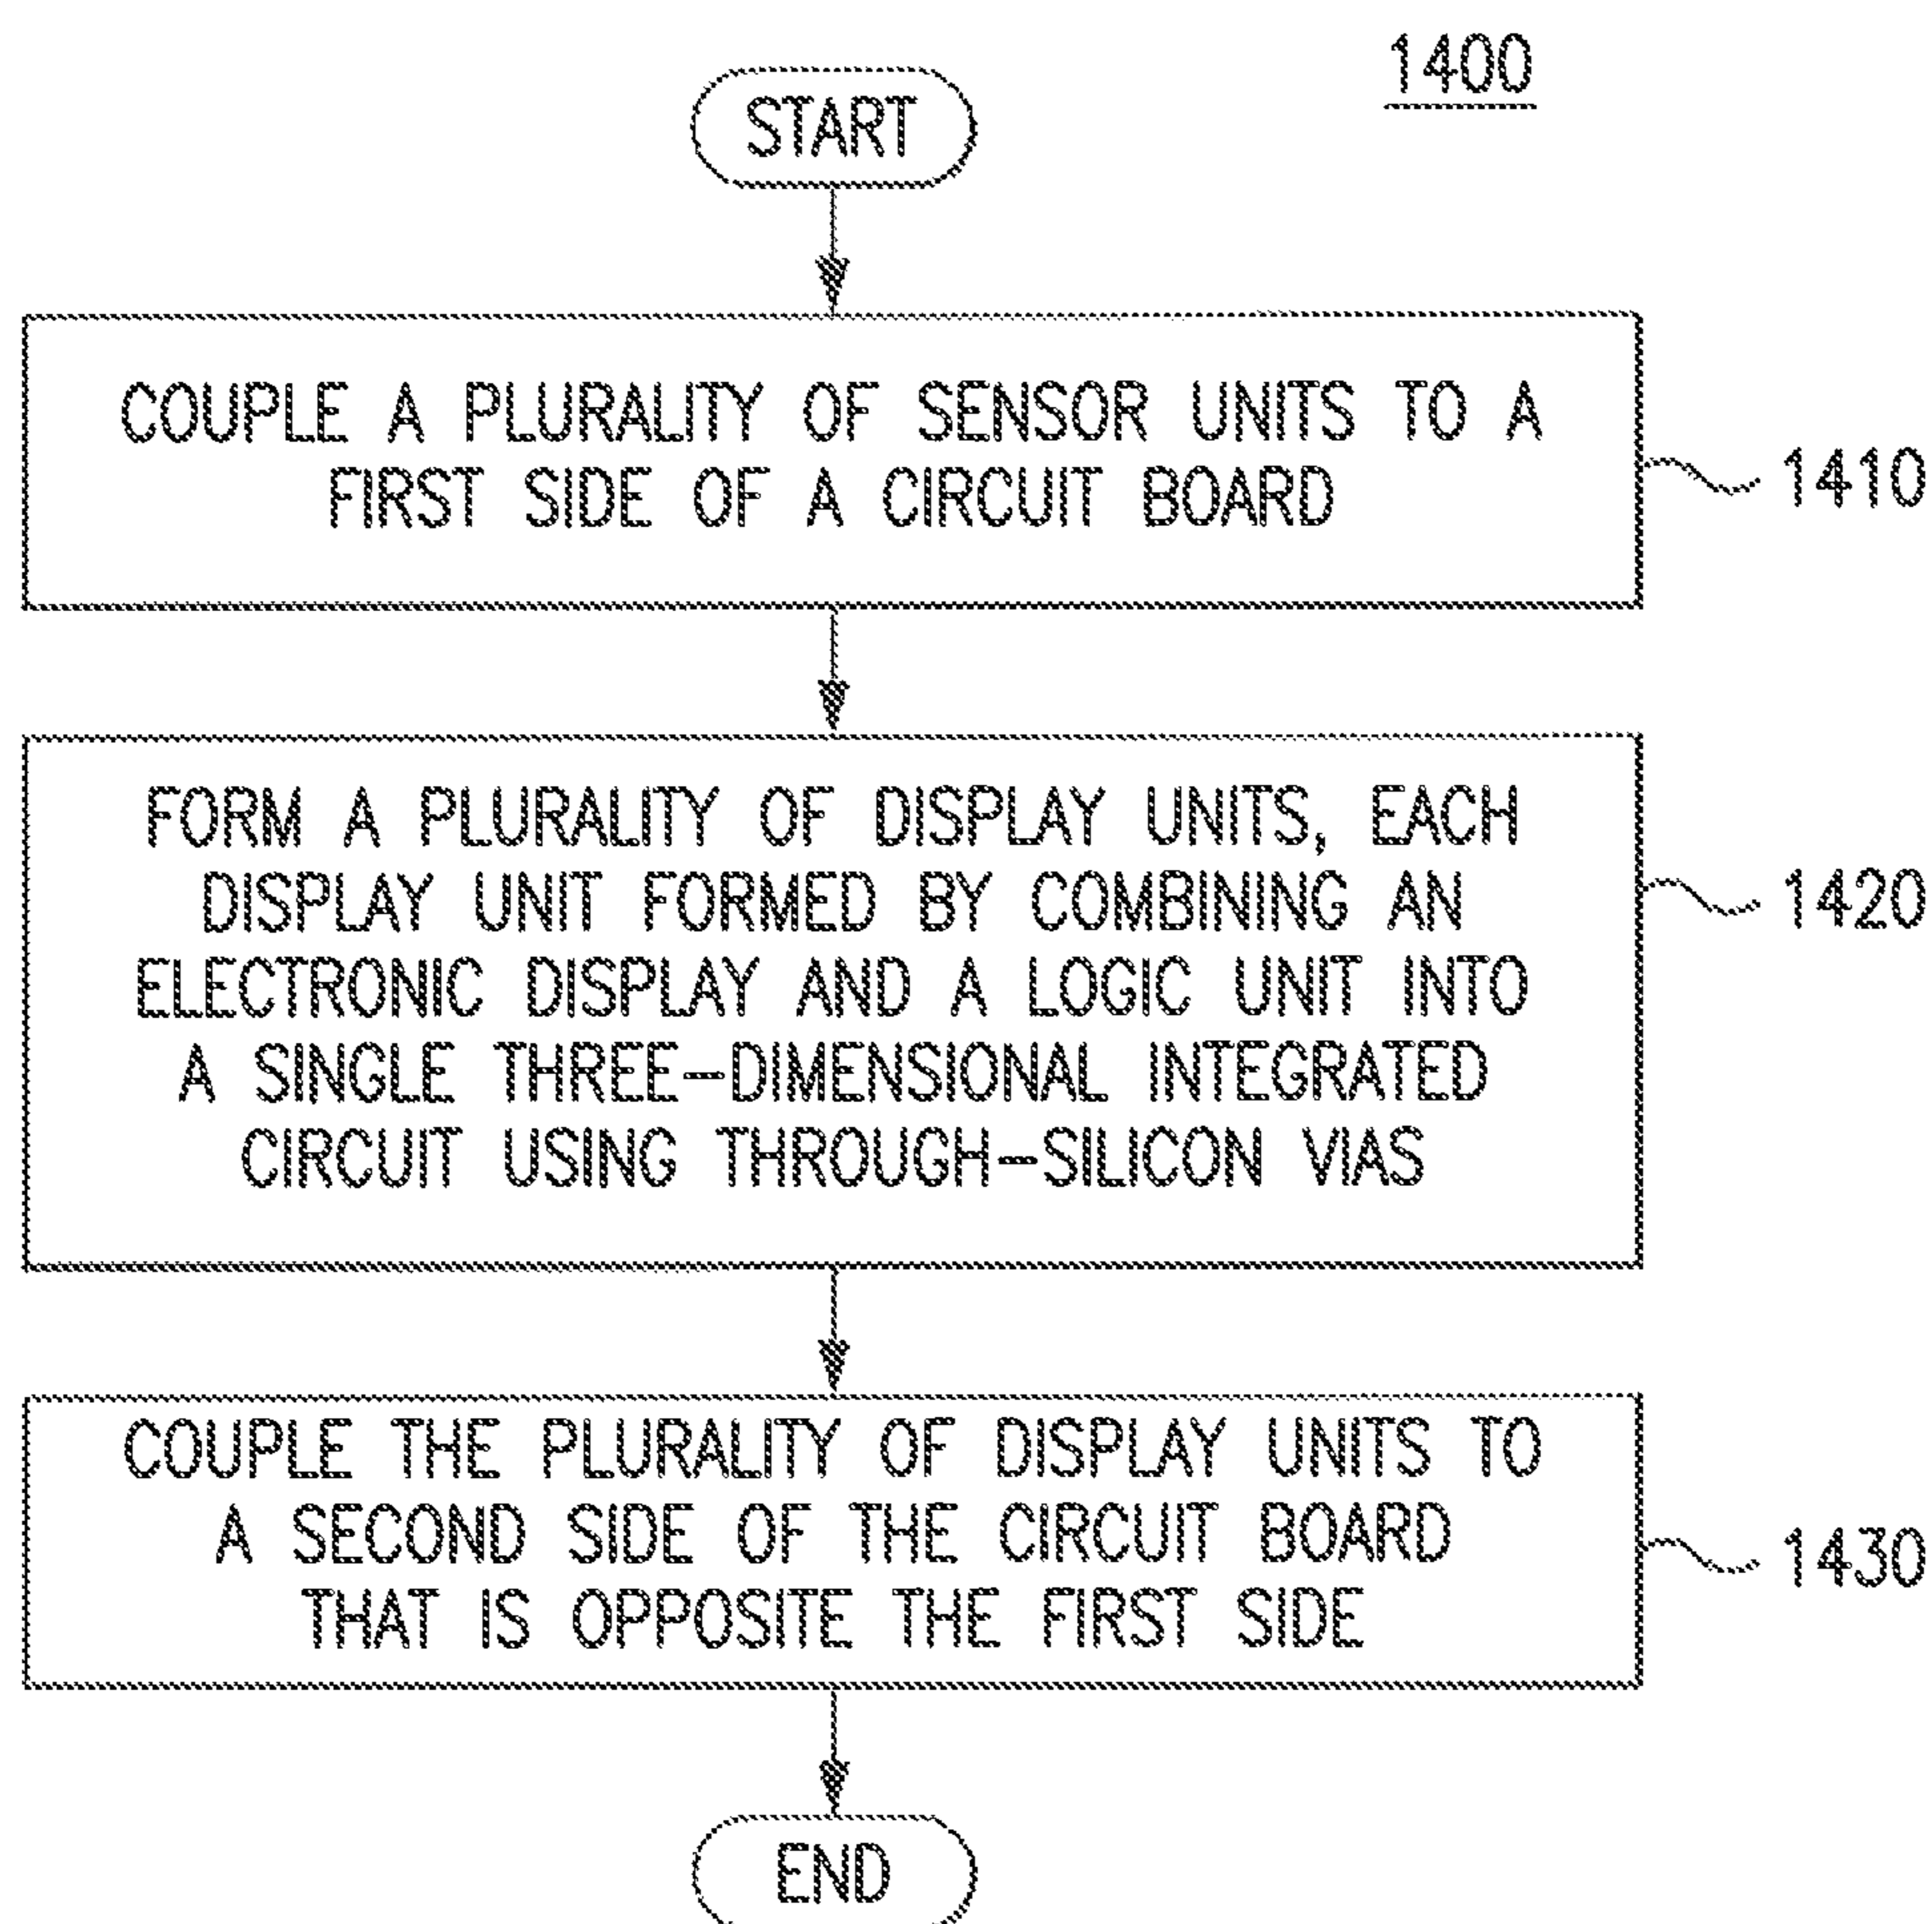 1400
START
COUPLE A PLURALITY OF SENSOR UNITS TO A
FIRST SIDE OF A CIRCUIT BOARD
1410
FORM A PLURALITY OF DISPLAY UNITS, EACH
DISPLAY UNIT FORMED BY COMBINING AN
ELECTRONIC DISPLAY AND A LOGIC UNIT INTO
A SINGLE THREE-DIMENSIONAL INTEGRATED
CIRCUIT USING THROUGH-SILICON VIAS
1420
COUPLE THE PLURALITY OF DISPLAY UNITS TO
A SECOND SIDE OF THE CIRCUIT BOARD
THAT IS OPPOSITE THE FIRST SIDE
1430
END